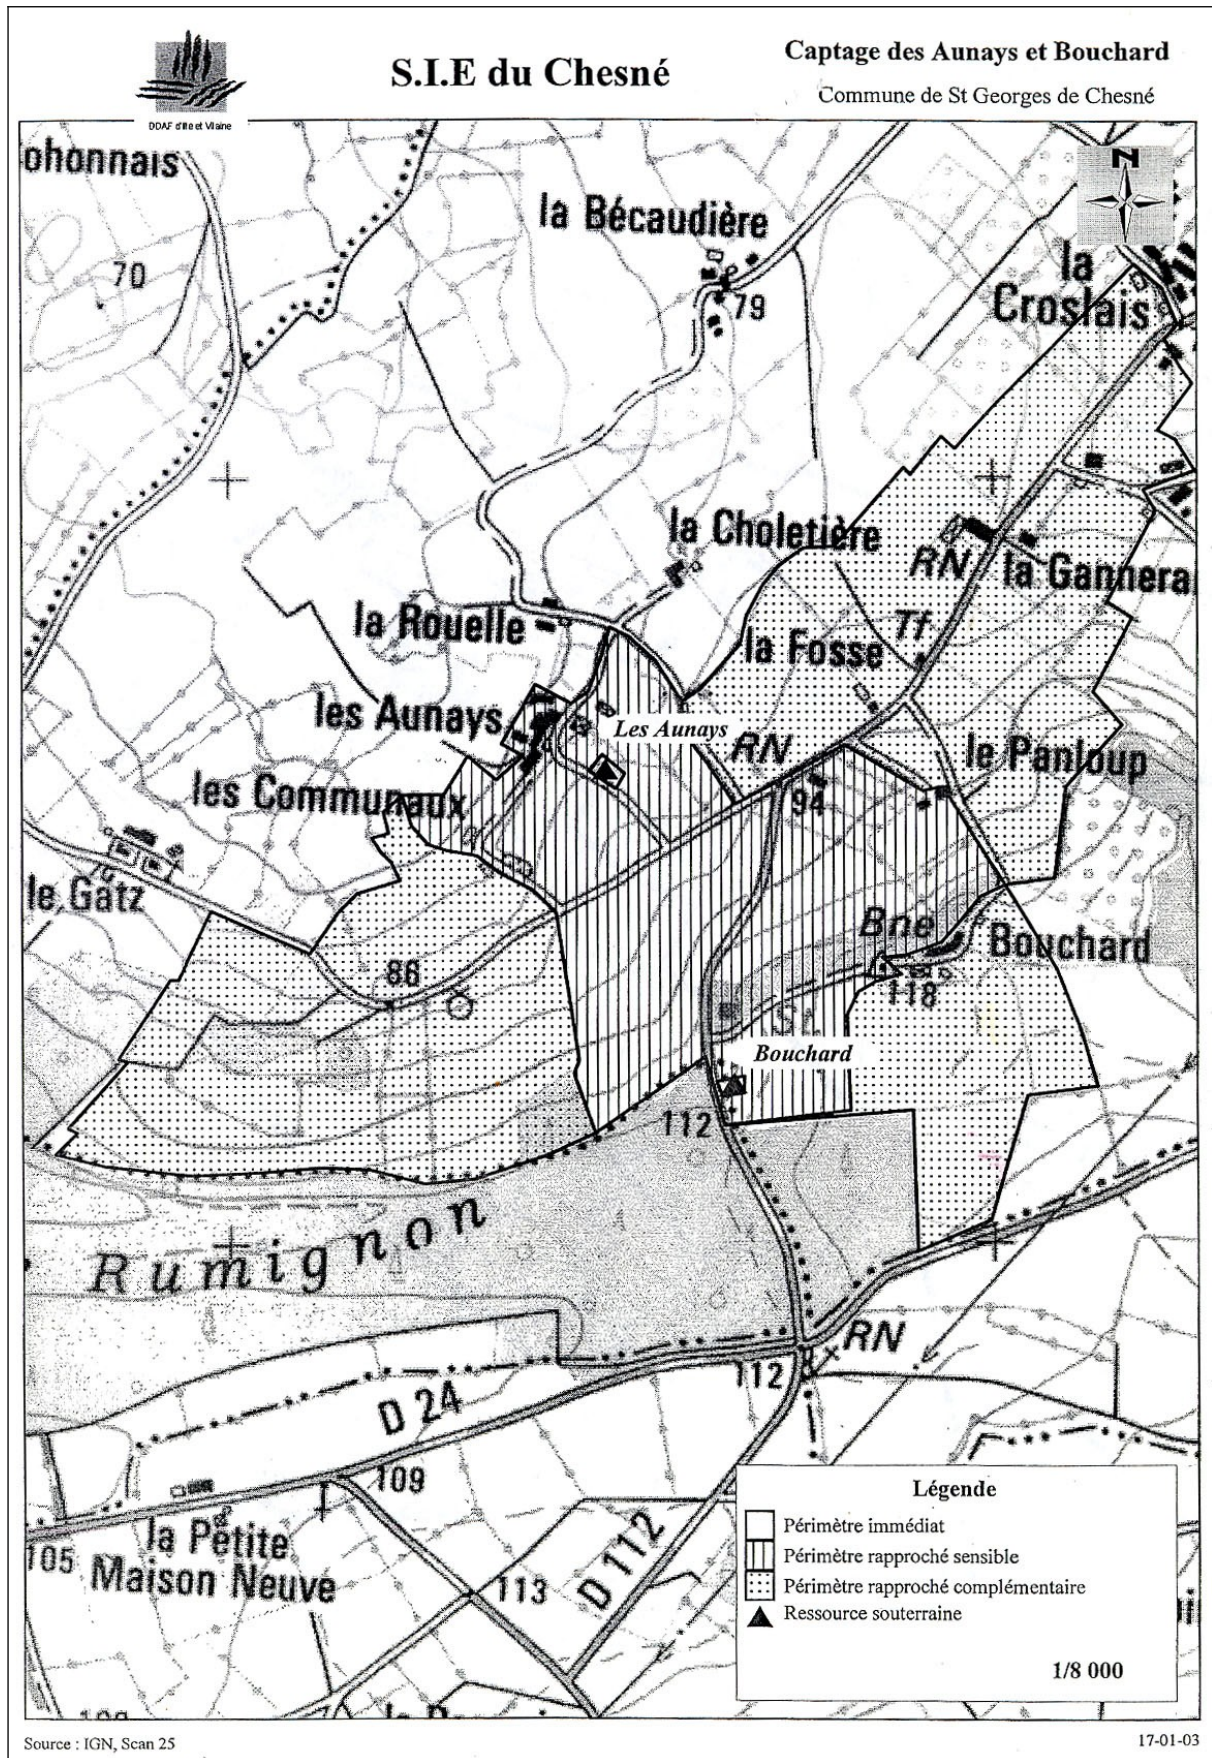 S.I.E du Chesné
Captage des Aunays et Bouchard
Commune de St Georges de Chesné
DDAF d'Ille et Vilaine
ohonnais
la Bécaudière
70
79
N
la
Croslais
la Choletière
RN
la Gannerai
la Rouelle
la Fosse
Tf
les Aunays
Les Aunays
RN
le Panloup
les Communaux
94
le Gatz
Bne
Bouchard
86
118
Bouchard
112
Rumignon
RN
112
D 24
109
la Petite
Maison Neuve
105
113
D 112
Légende
Périmètre immédiat
Périmètre rapproché sensible
Périmètre rapproché complémentaire
Ressource souterraine
1/8 000
Source : IGN, Scan 25
17-01-03